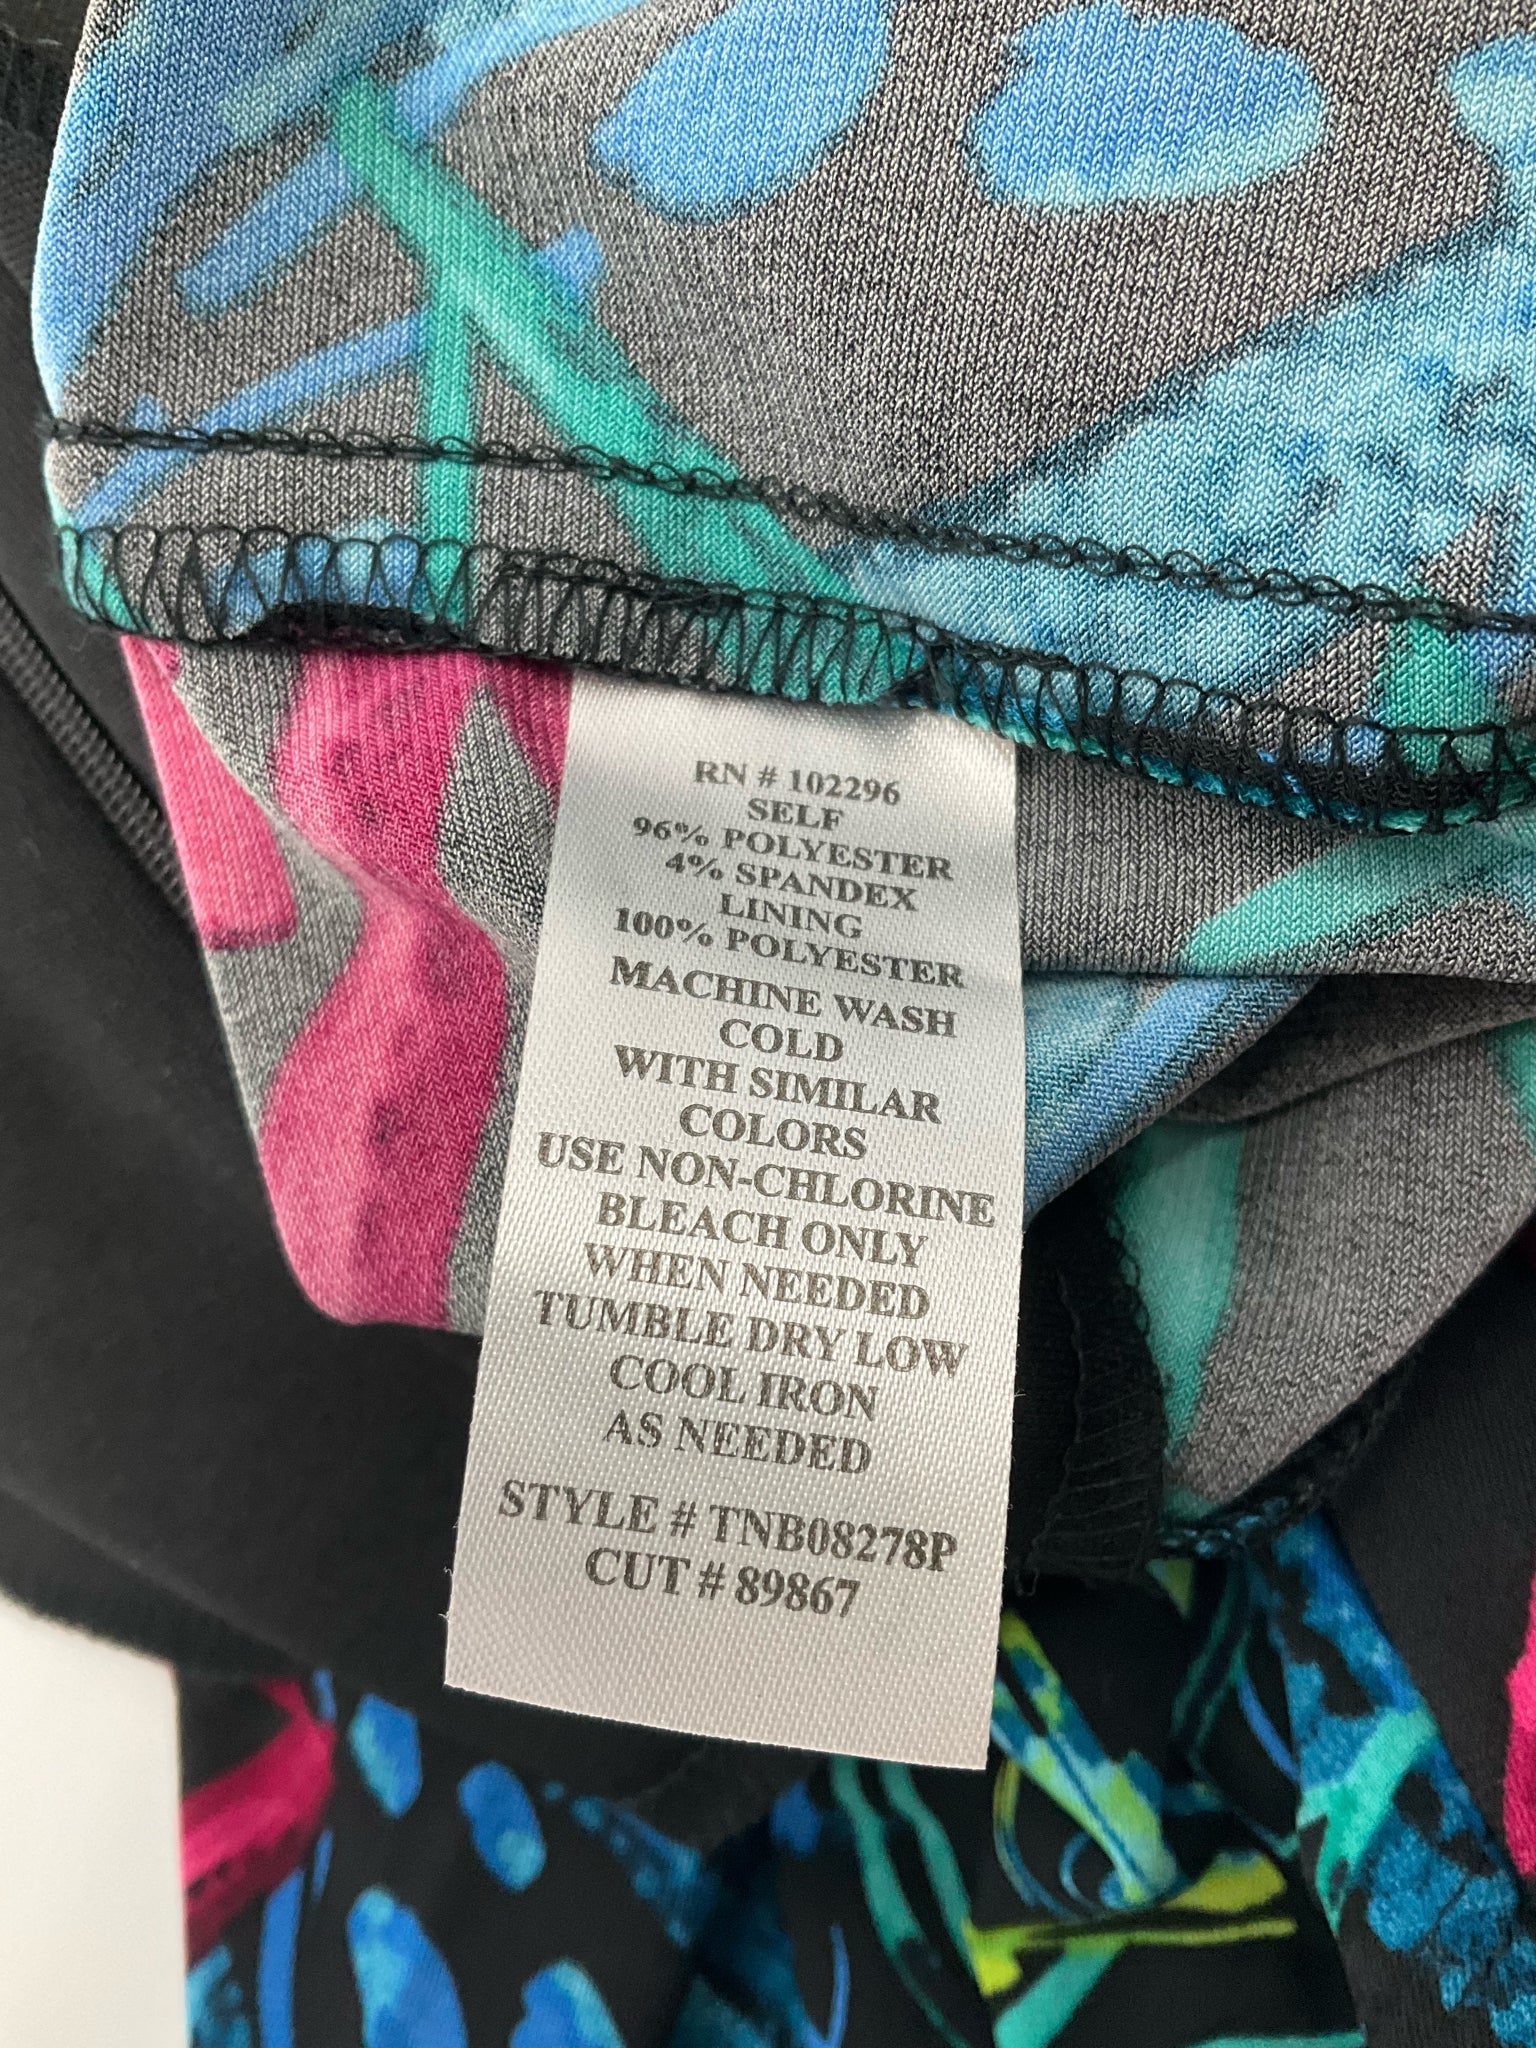 RN # 102296
SELF
96% POLYESTER
4% SPANDEX
LINING
100% POLYESTER
MACHINE WASH
COLD
WITH SIMILAR
COLORS
USE NON-CHLORINE
BLEACH ONLY
WHEN NEEDED
TUMBLE DRY LOW
COOL IRON
AS NEEDED
STYLE # TNB08278P
CUT # 89867